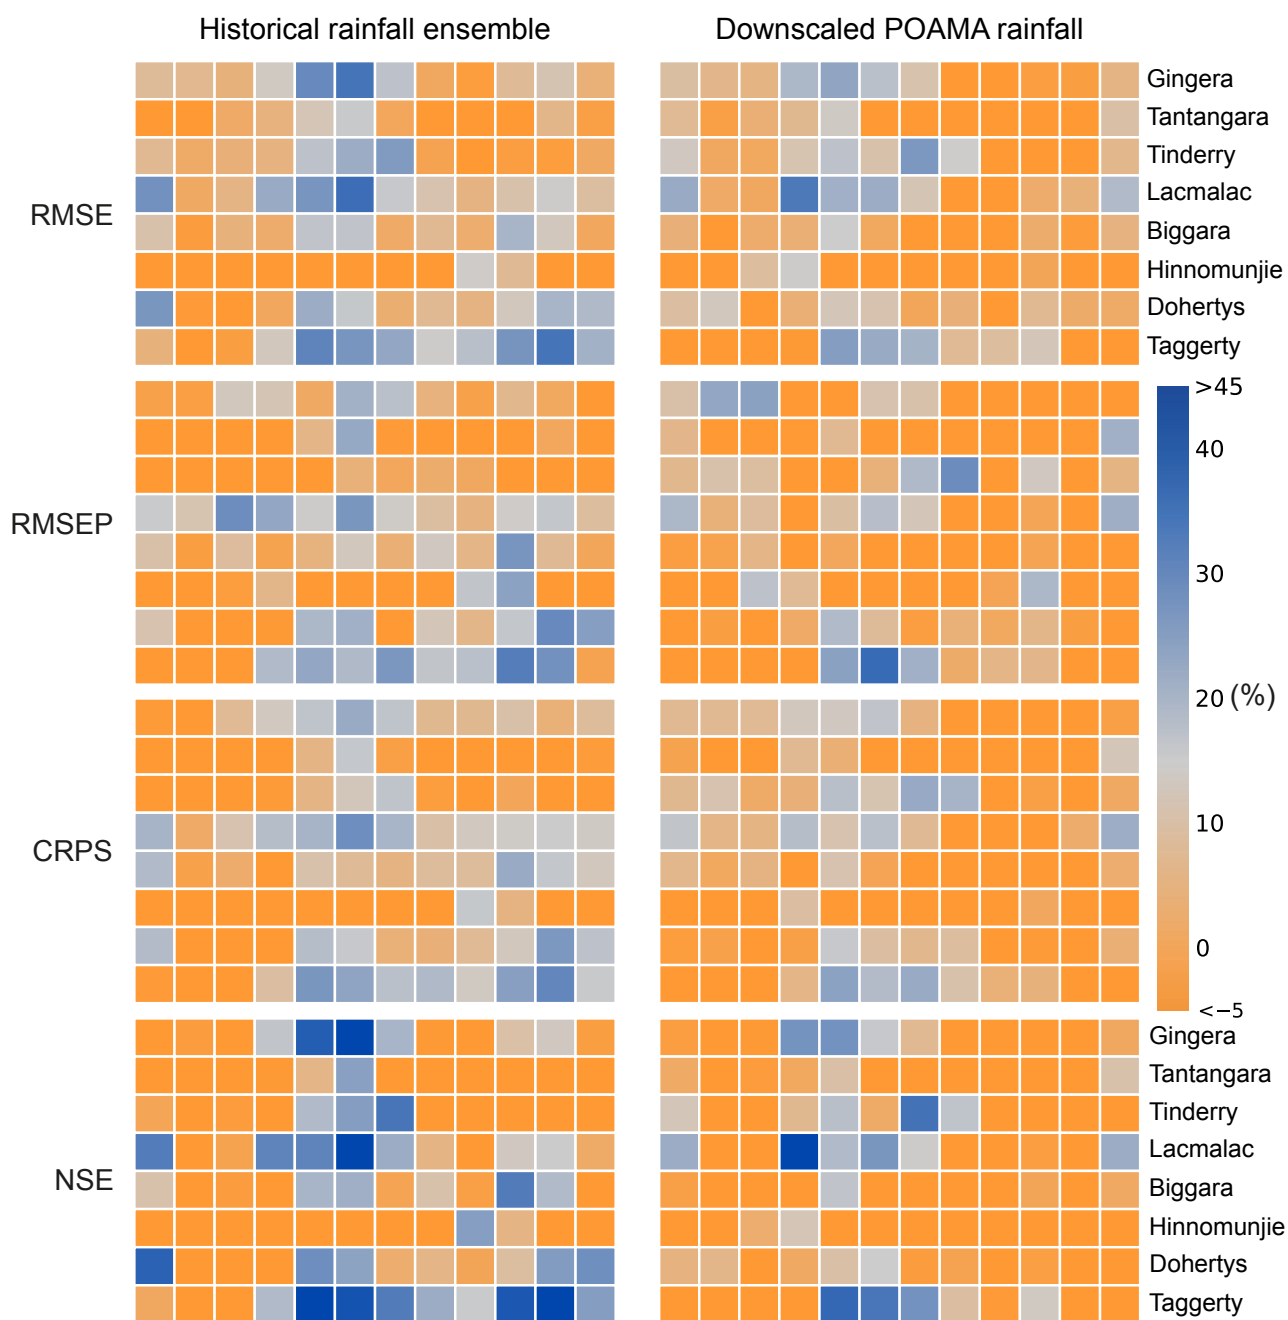 Historical rainfall ensemble
Downscaled POAMA rainfall
RMSE
Gingera
Tantangara
Tinderry
Lacmalac
Biggara
Hinnomunjie
Dohertys
Taggerty
RMSEP
>45
40
30
20 (%)
10
0
<−5
CRPS
NSE
Gingera
Tantangara
Tinderry
Lacmalac
Biggara
Hinnomunjie
Dohertys
Taggerty